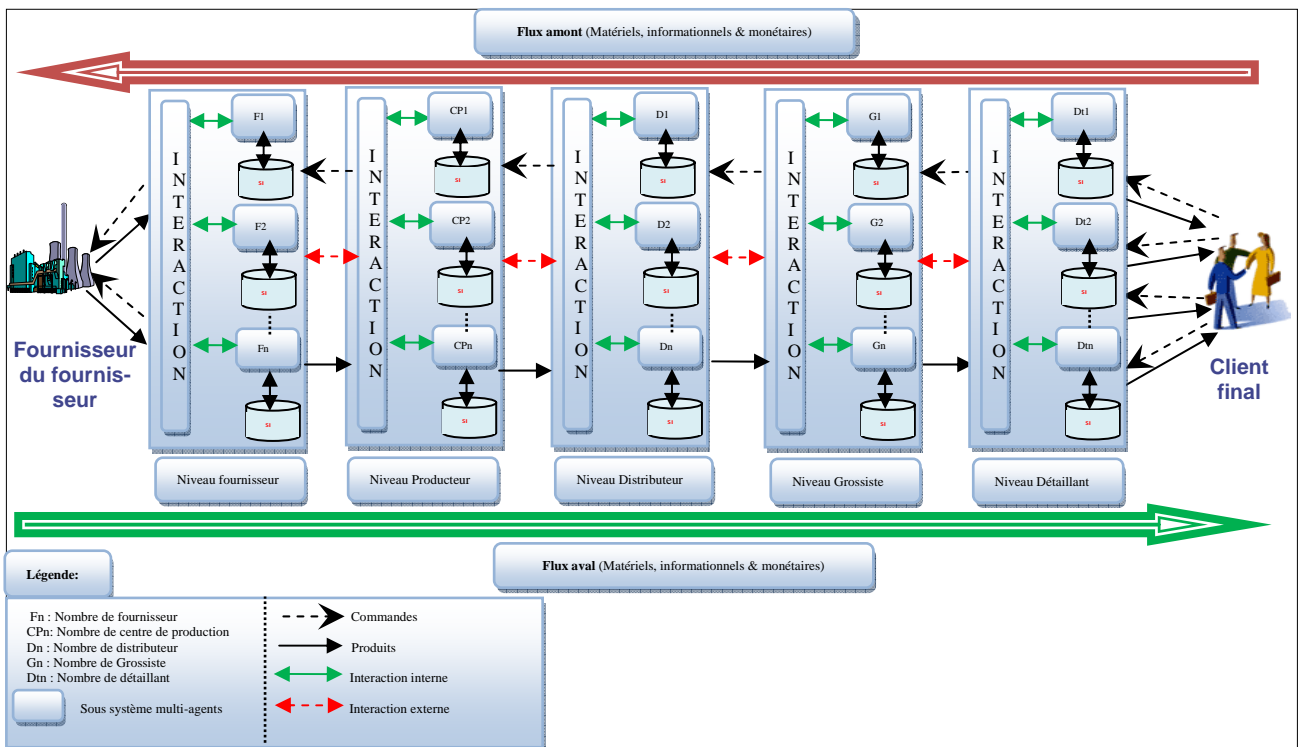 Flux amont (Matériels, informationnels & monétaires)
INTERACTION
F1
SI
F2
SI
Fn
SI
INTERACTION
CP1
SI
CP2
SI
CPn
SI
INTERACTION
D1
SI
D2
SI
Dn
SI
INTERACTION
G1
SI
G2
SI
Gn
SI
INTERACTION
Dt1
SI
Dt2
SI
Dtn
SI
Fournisseur
du fournis-
seur
Client
final
Niveau fournisseur
Niveau Producteur
Niveau Distributeur
Niveau Grossiste
Niveau Détaillant
Flux aval (Matériels, informationnels & monétaires)
Légende:
Fn : Nombre de fournisseur
CPn: Nombre de centre de production
Dn : Nombre de distributeur
Gn : Nombre de Grossiste
Dtn : Nombre de détaillant
Sous système multi-agents
Commandes
Produits
Interaction interne
Interaction externe